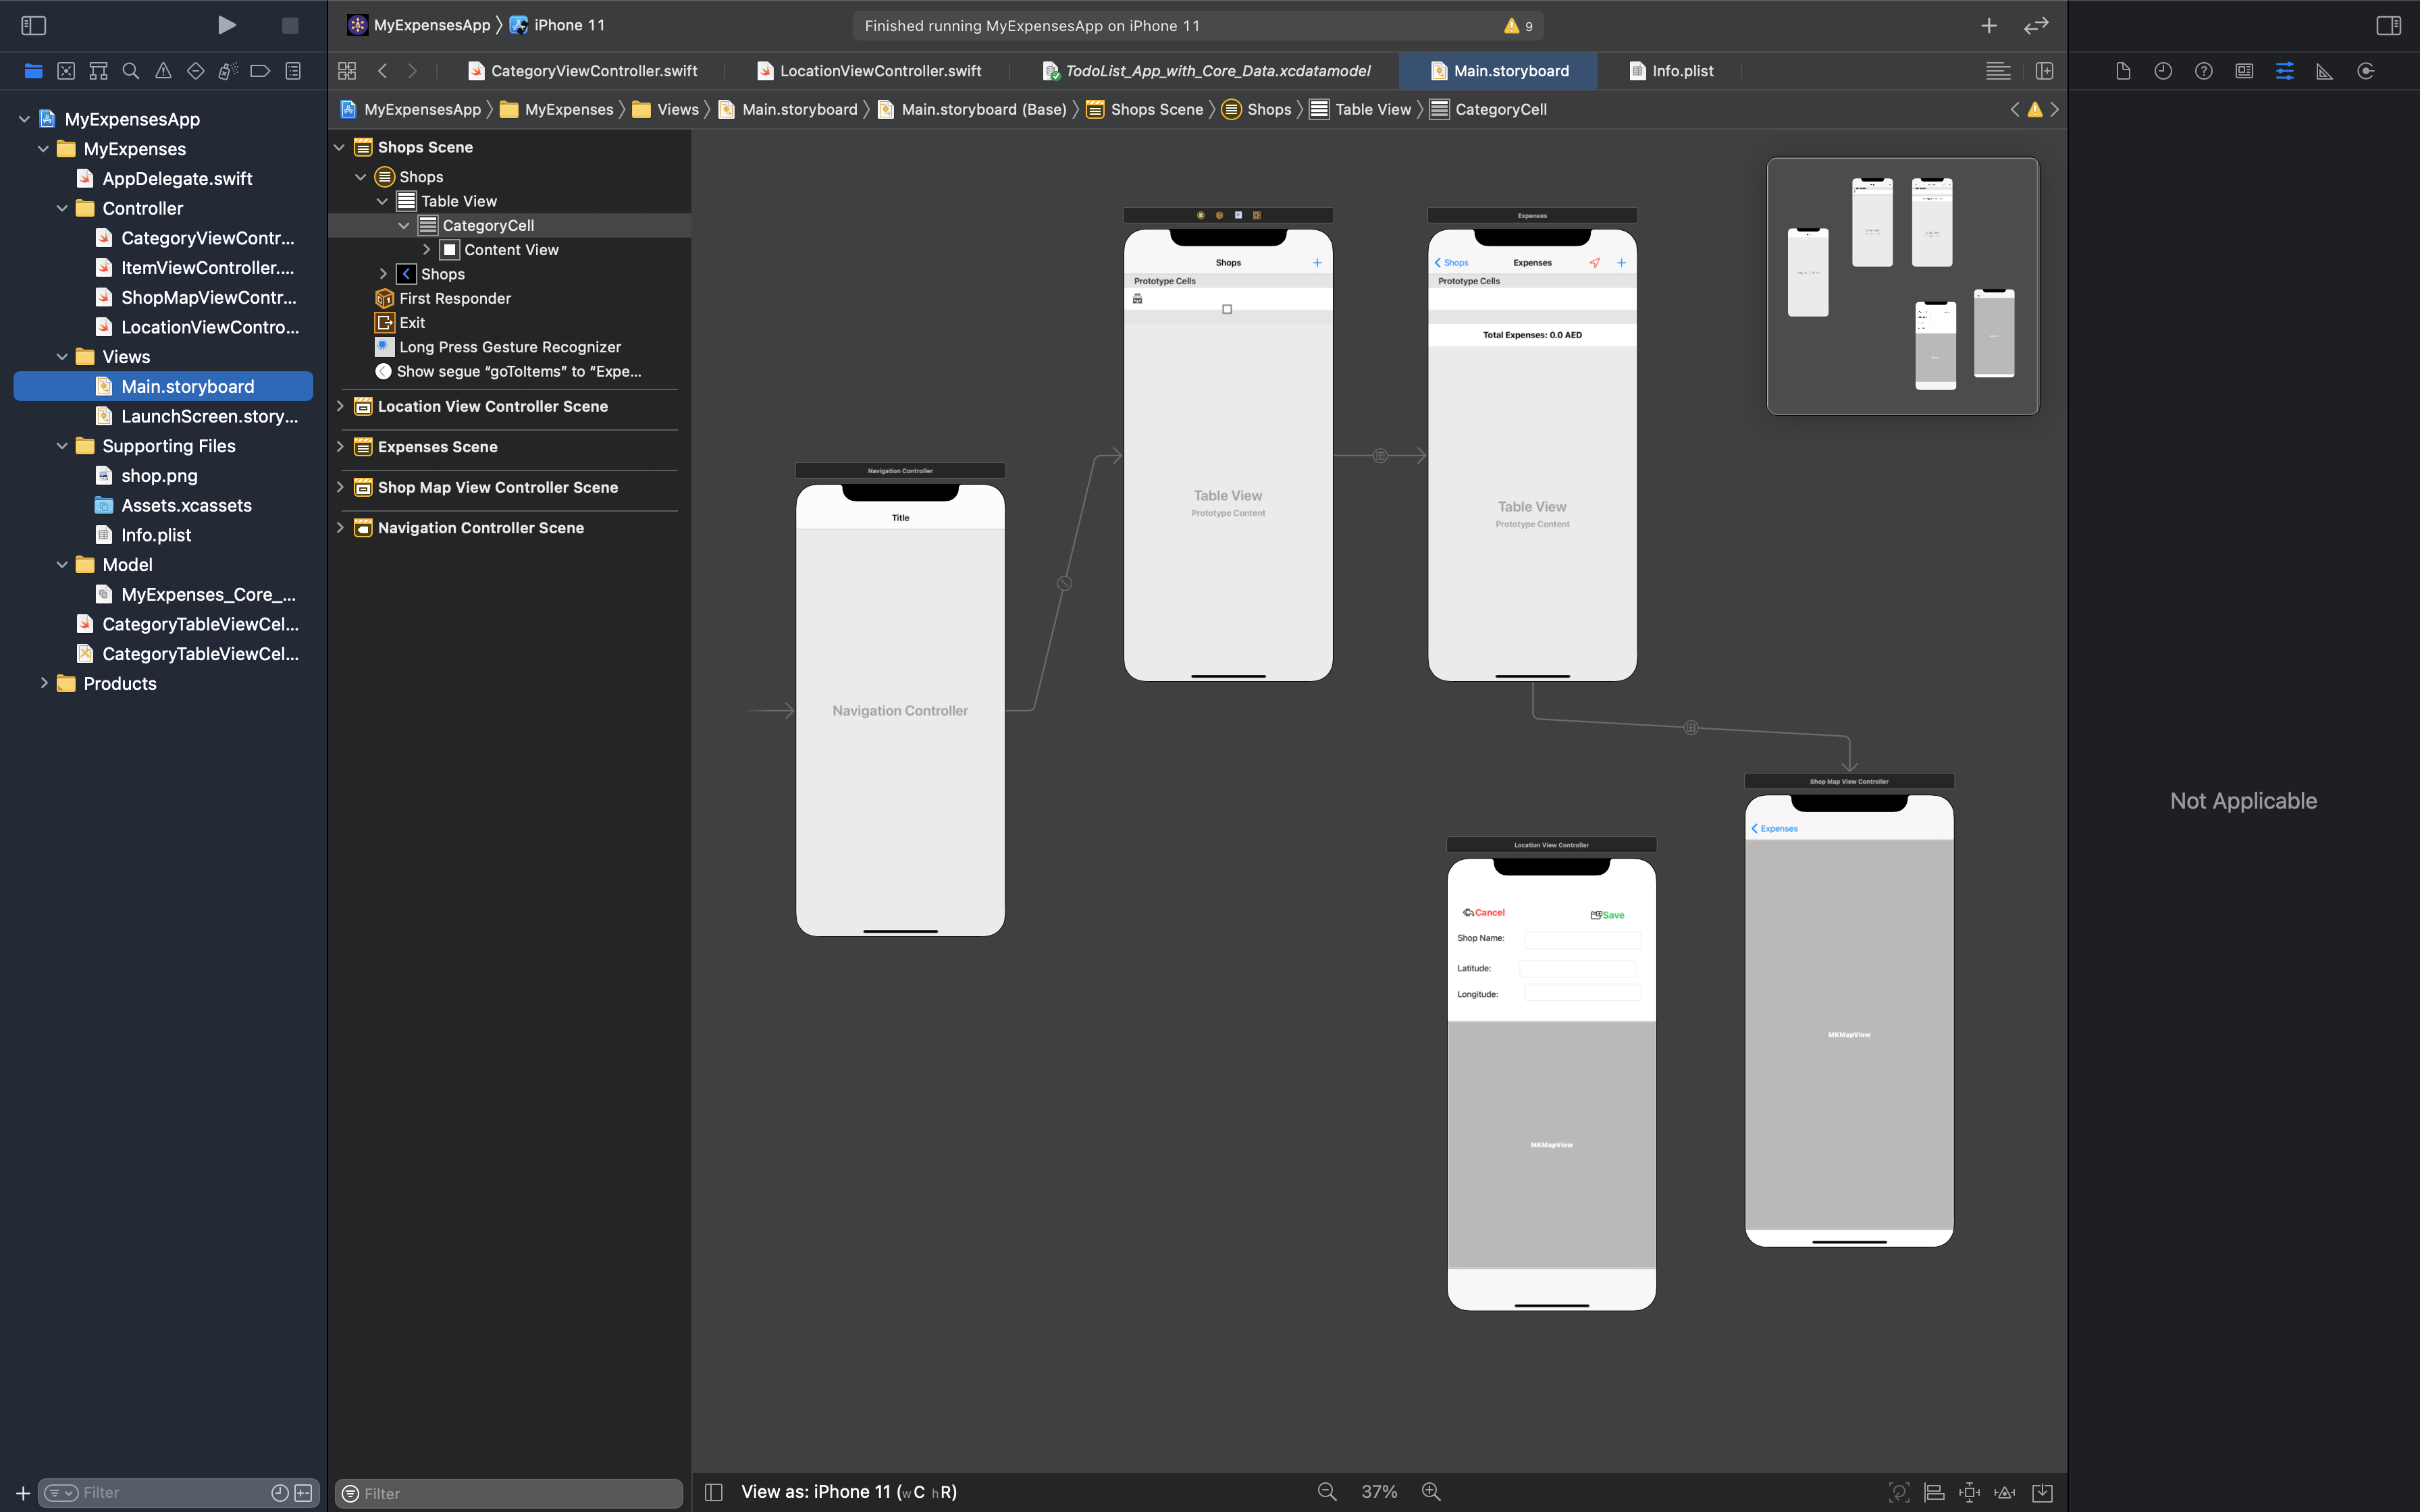 MyExpensesApp
iPhone 11
Finished running MyExpensesApp on iPhone 11
9
CategoryViewController.swift
LocationViewController.swift
TodoList_App_with_Core_Data.xcdatamodel
Main.storyboard
Info.plist
MyExpensesApp
MyExpenses
Views
Main.storyboard
Main.storyboard (Base)
Shops Scene
Shops
Table View
CategoryCell
MyExpensesApp
MyExpenses
AppDelegate.swift
Controller
CategoryViewContr...
ItemViewController....
ShopMapViewContr...
LocationViewContro...
Views
Main.storyboard
LaunchScreen.story...
Supporting Files
shop.png
Assets.xcassets
Info.plist
Model
MyExpenses_Core_...
CategoryTableViewCel...
CategoryTableViewCel...
Products
Filter
Shops Scene
Shops
Table View
CategoryCell
Content View
Shops
First Responder
Exit
Long Press Gesture Recognizer
Show segue “goToItems” to “Expe...
Location View Controller Scene
Expenses Scene
Shop Map View Controller Scene
Navigation Controller Scene
Filter
Navigation Controller
Title
Navigation Controller
Shops
Prototype Cells
Table View
Prototype Content
Expenses
Shops
Expenses
Prototype Cells
Total Expenses: 0.0 AED
Table View
Prototype Content
Location View Controller
Cancel
Save
Shop Name:
Latitude:
Longitude:
MKMapView
Shop Map View Controller
Expenses
MKMapView
View as: iPhone 11 (wC hR)
37%
Not Applicable